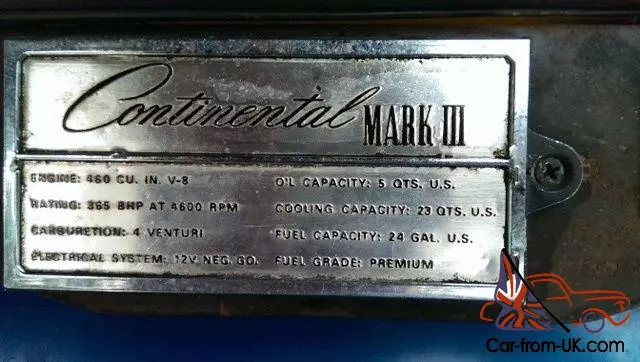 Continental MARK III
ENGINE: 460 CU. IN. V-8
RATING: 365 BHP AT 4600 RPM
CARBURETION: 4 VENTURI
ELECTRICAL SYSTEM: 12V NEG. GD.
OIL CAPACITY: 5 QTS. U.S.
COOLING CAPACITY: 23 QTS. U.S.
FUEL CAPACITY: 24 GAL. U.S.
FUEL GRADE: PREMIUM
Car-from-UK.com